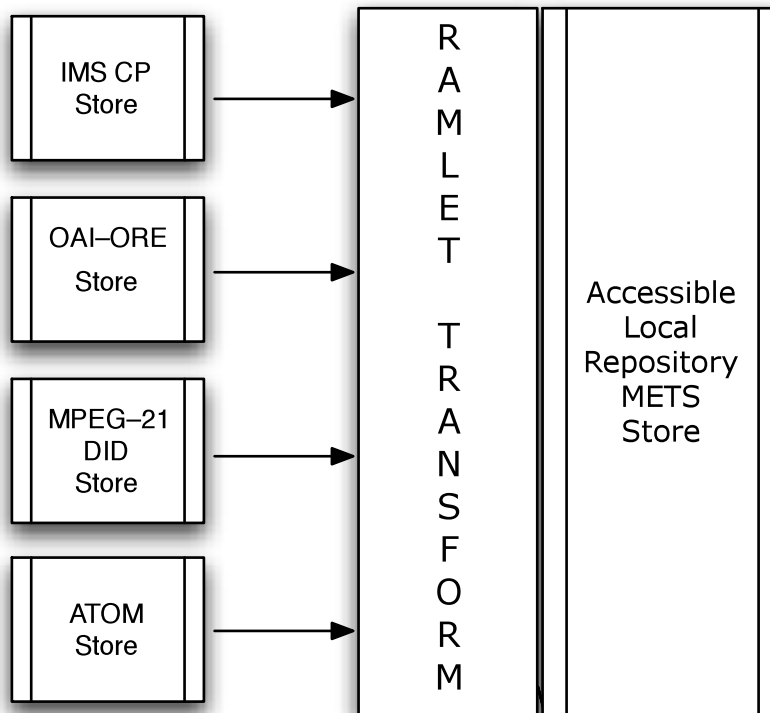 IMS CP
Store
OAI–ORE
Store
MPEG–21
DID
Store
ATOM
Store
R
A
M
L
E
T
T
R
A
N
S
F
O
R
M
Accessible
Local
Repository
METS
Store